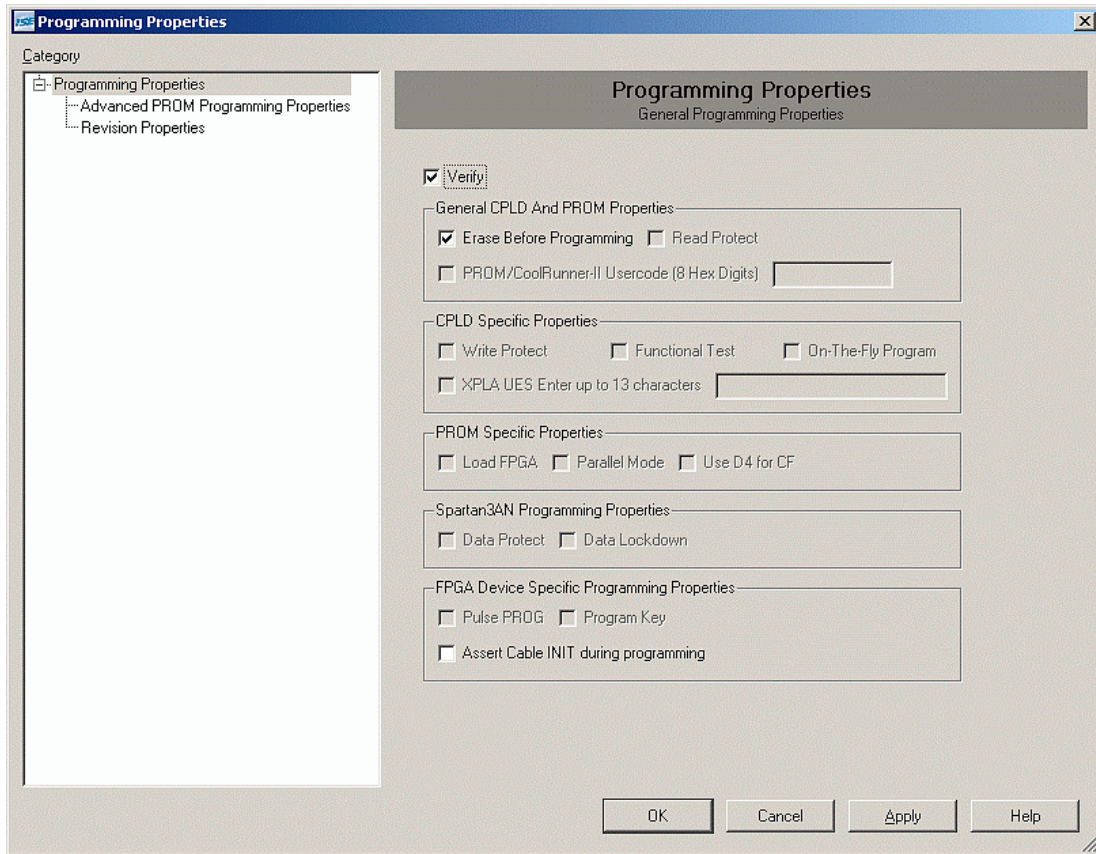 ISE Programming Properties
Category
Programming Properties
Advanced PROM Programming Properties
Revision Properties
Programming Properties
General Programming Properties
Verify
General CPLD And PROM Properties
Erase Before Programming Read Protect
PROM/CoolRunner-II Usercode (8 Hex Digits)
CPLD Specific Properties
Write Protect Functional Test On-The-Fly Program
XPLA UES Enter up to 13 characters
PROM Specific Properties
Load FPGA Parallel Mode Use D4 for CF
Spartan3AN Programming Properties
Data Protect Data Lockdown
FPGA Device Specific Programming Properties
Pulse PROG Program Key
Assert Cable INIT during programming
OK Cancel Apply Help